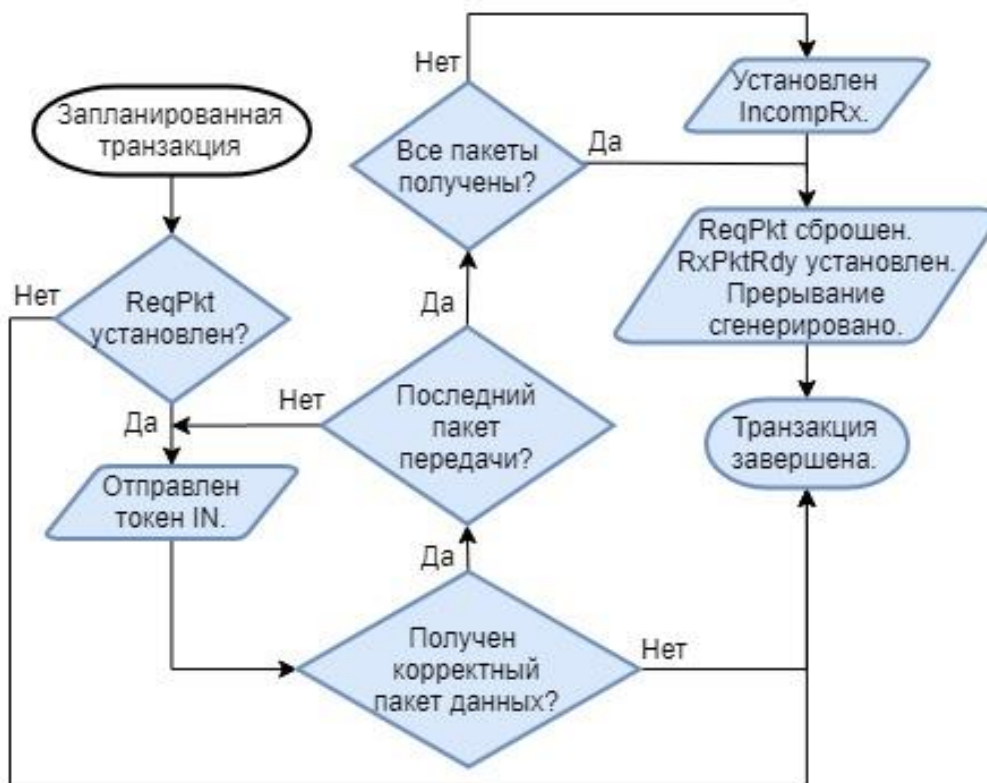 Запланированная
транзакция
Нет
ReqPkt
установлен?
Да
Отправлен
токен IN.
Получен
корректный
пакет данных?
Нет
Да
Последний
пакет
передачи?
Нет
Да
Все пакеты
получены?
Нет
Да
Установлен
IncompRx.
ReqPkt сброшен.
RxPktRdy установлен.
Прерывание
сгенерировано.
Транзакция
завершена.